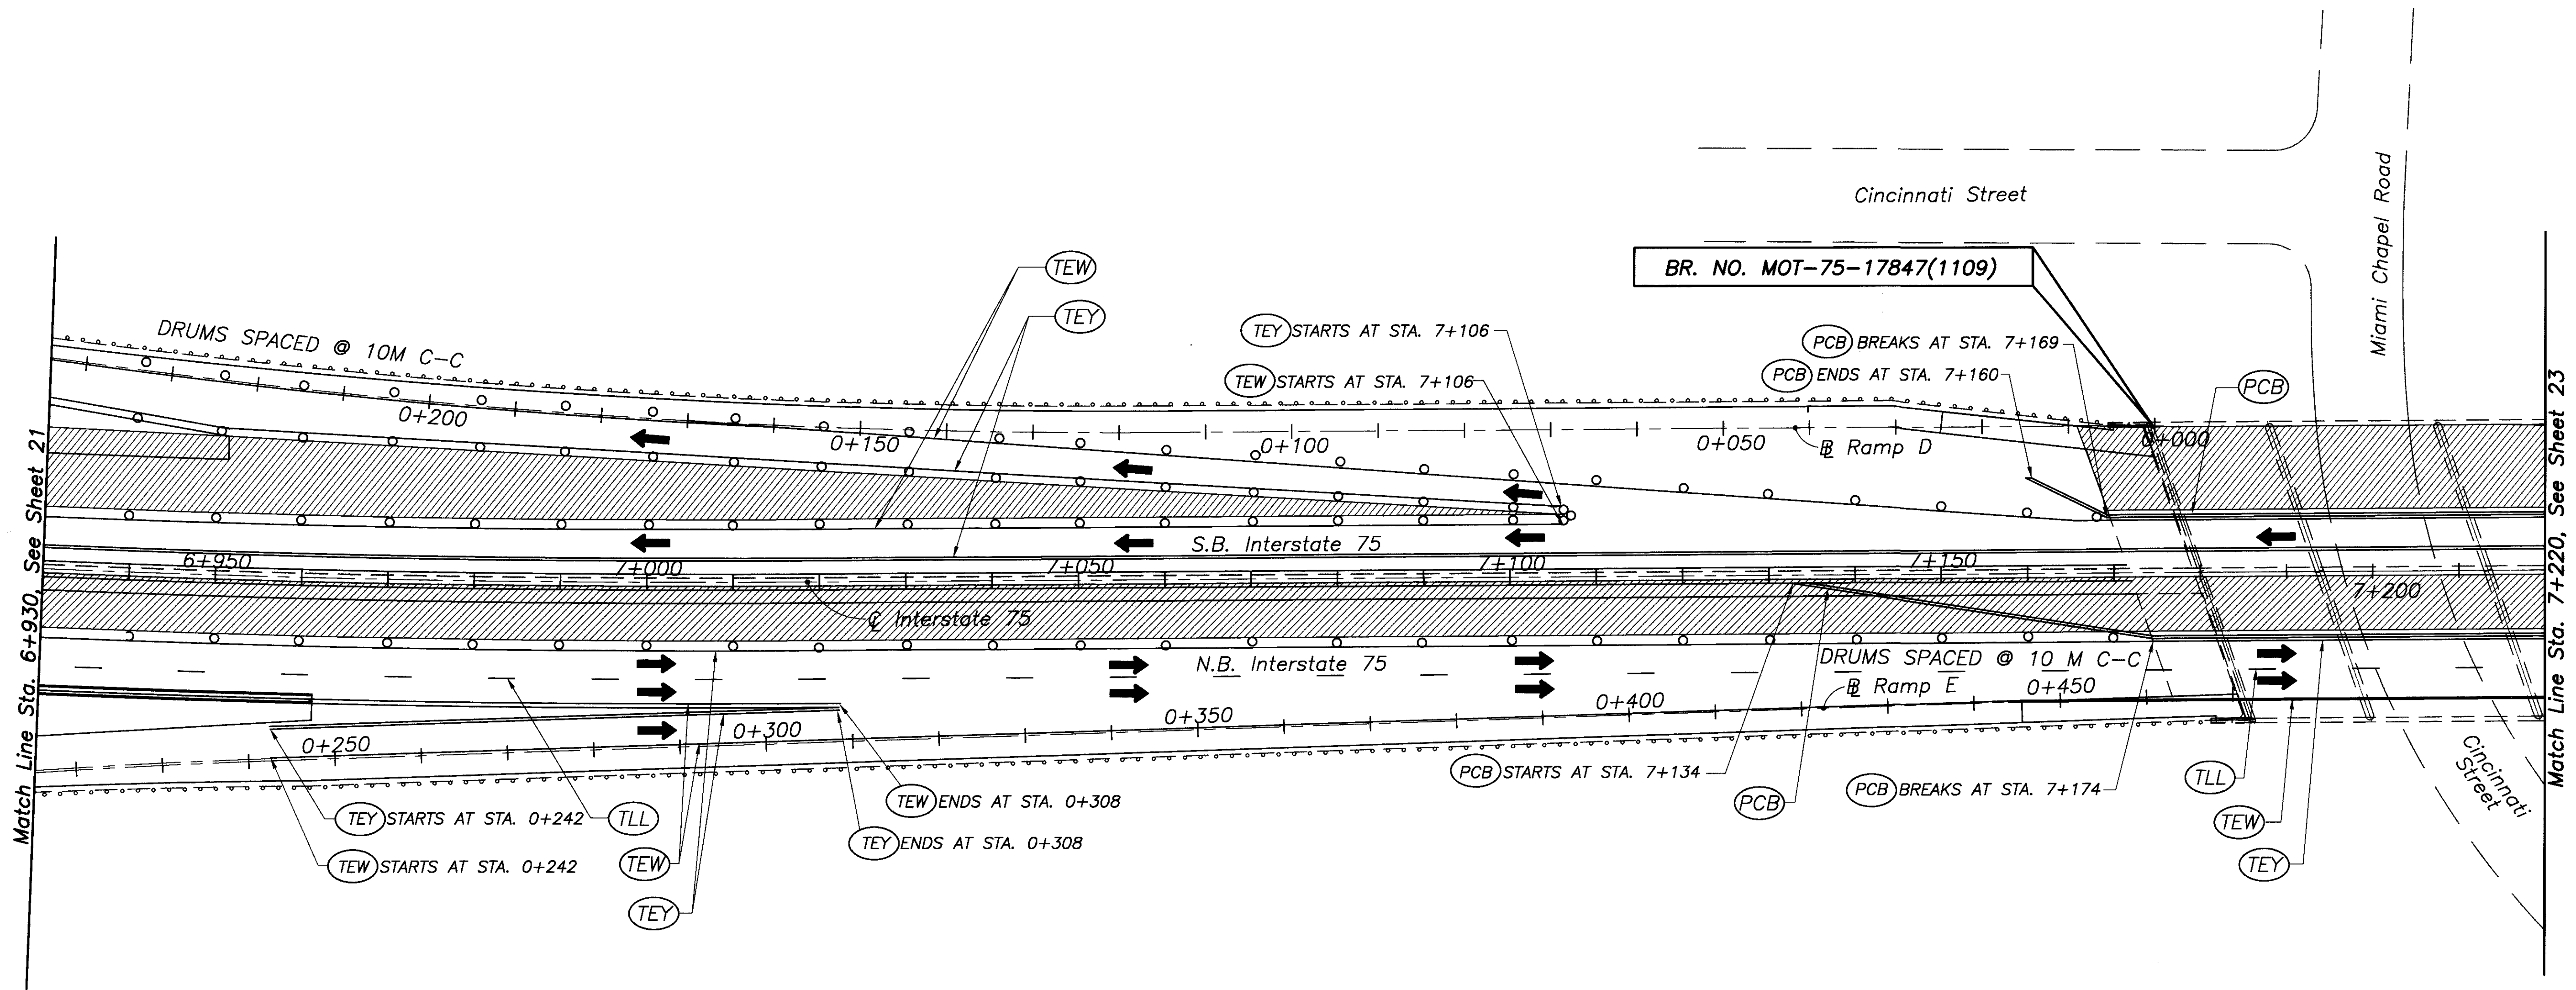 Cincinnati Street
Miami Chapel Road
BR. NO. MOT-75-17847(1109)
TEW
TEY
DRUMS SPACED @ 10M C-C
TEY STARTS AT STA. 7+106
TEW STARTS AT STA. 7+106
PCB BREAKS AT STA. 7+169
PCB ENDS AT STA. 7+160
PCB
0+200
0+150
0+100
0+050
0+000
BL Ramp D
S.B. Interstate 75
6+950
7+000
7+050
7+100
7+150
7+200
CL Interstate 75
N.B. Interstate 75
DRUMS SPACED @ 10 M C-C
BL Ramp E
0+250
0+300
0+350
0+400
0+450
TEY STARTS AT STA. 0+242
TEW STARTS AT STA. 0+242
TLL
TEW
TEY
TEW ENDS AT STA. 0+308
TEY ENDS AT STA. 0+308
PCB STARTS AT STA. 7+134
PCB
PCB BREAKS AT STA. 7+174
TLL
TEW
TEY
Cincinnati
Street
Match Line Sta. 6+930, See Sheet 21
Match Line Sta. 7+220, See Sheet 23